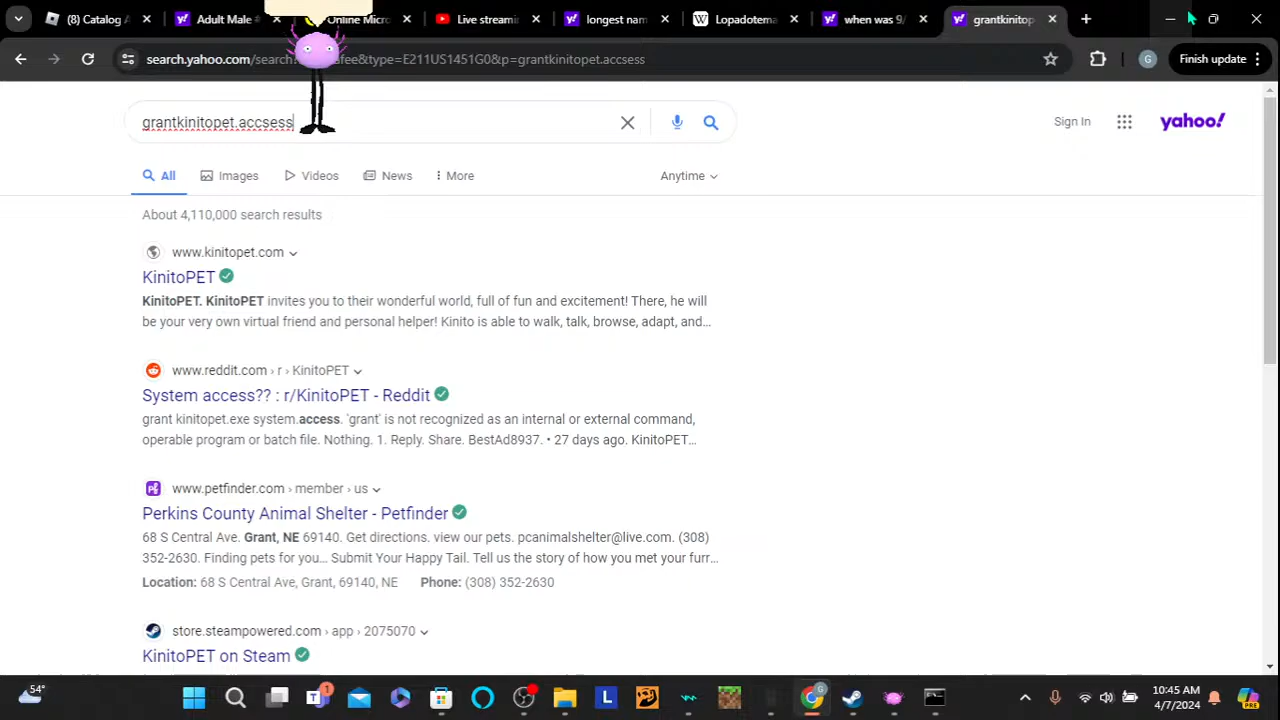 (8) Catalog A
Adult Male #
Online Micro
Live streamin
longest nam
Lopadotema
when was 9/
grantkinitop
search.yahoo.com/search? afee&type=E211US1451G0&p=grantkinitopet.accsess
G
Finish update
grantkinitopet.accsess
Sign In
yahoo!
All
Images
Videos
News
More
Anytime
About 4,110,000 search results
www.kinitopet.com
KinitoPET
KinitoPET. KinitoPET invites you to their wonderful world, full of fun and excitement! There, he will
be your very own virtual friend and personal helper! Kinito is able to walk, talk, browse, adapt, and...
www.reddit.com › r › KinitoPET
System access?? : r/KinitoPET - Reddit
grant kinitopet.exe system.access. 'grant' is not recognized as an internal or external command,
operable program or batch file. Nothing. 1. Reply. Share. BestAd8937. • 27 days ago. KinitoPET...
www.petfinder.com › member › us
Perkins County Animal Shelter - Petfinder
68 S Central Ave. Grant, NE 69140. Get directions. view our pets. pcanimalshelter@live.com. (308)
352-2630. Finding pets for you... Submit Your Happy Tail. Tell us the story of how you met your furr...
Location: 68 S Central Ave, Grant, 69140, NE Phone: (308) 352-2630
store.steampowered.com › app › 2075070
KinitoPET on Steam
54°
1
L
G
10:45 AM
4/7/2024
PRE